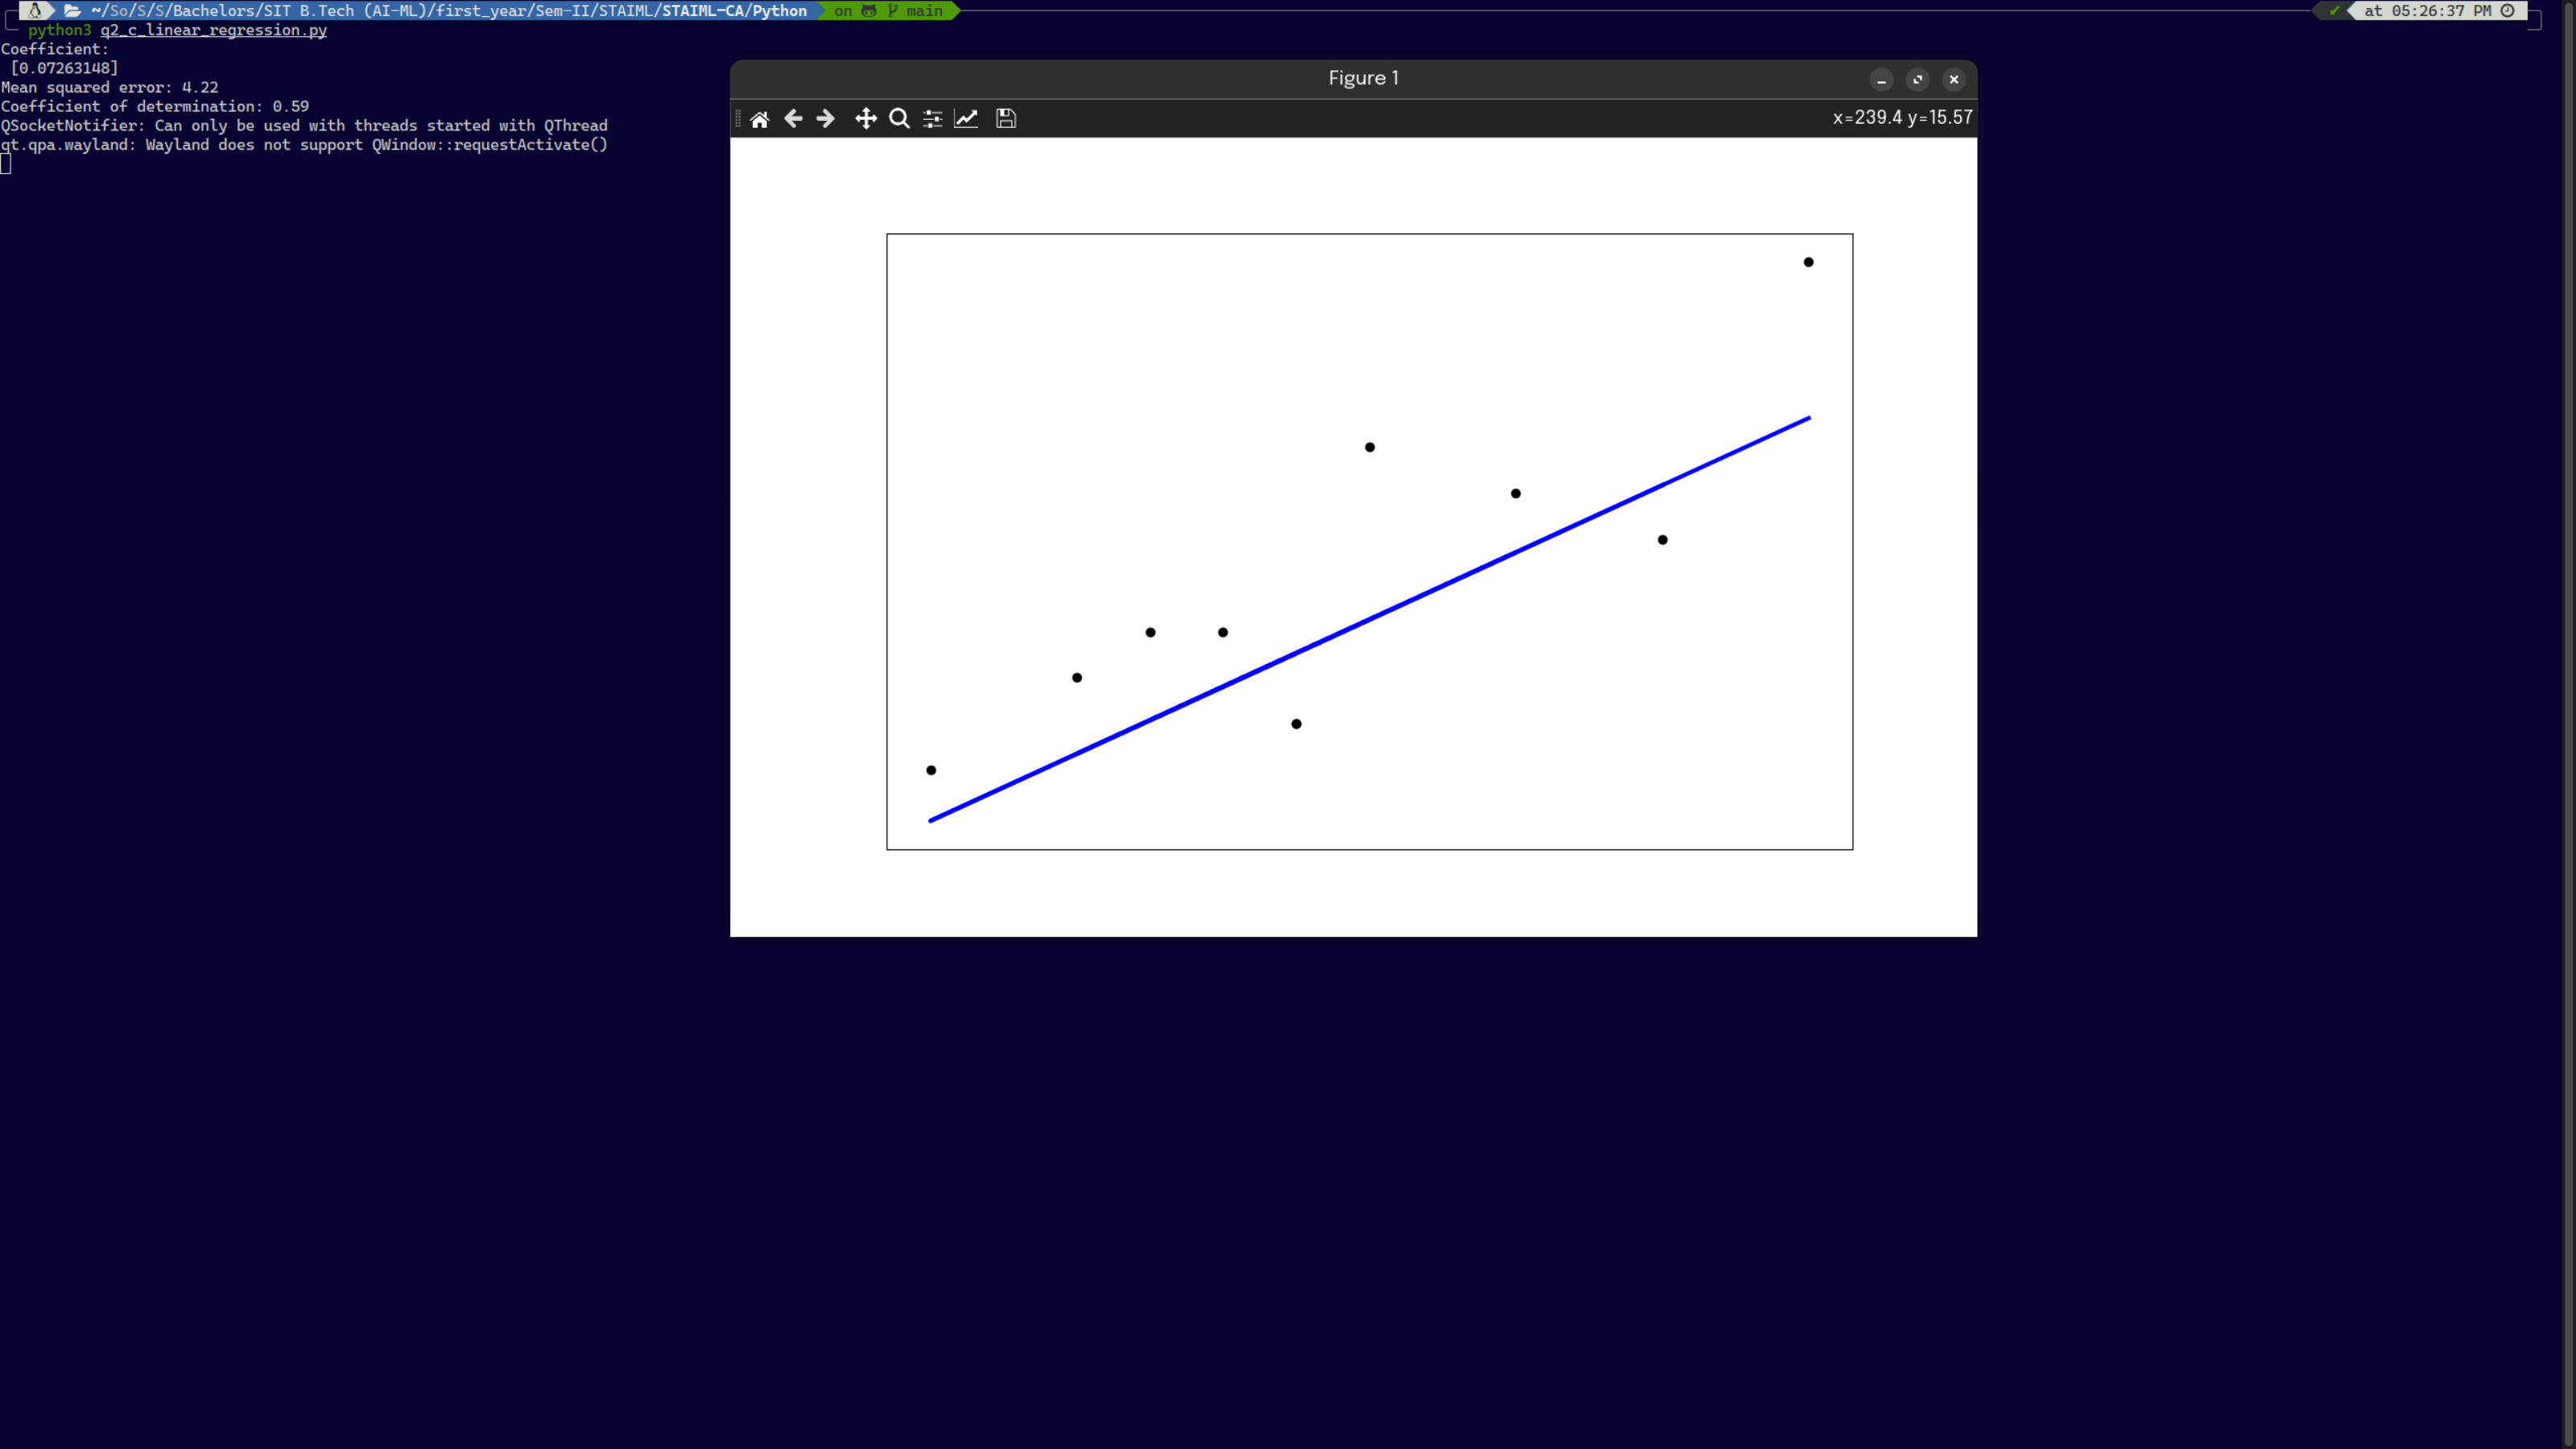 ~/So/S/S/Bachelors/SIT B.Tech (AI-ML)/first_year/Sem-II/STAIML/STAIML-CA/Python on main ✔ at 05:26:37 PM
python3 q2_c_linear_regression.py
Coefficient:
[0.07263148]
Mean squared error: 4.22
Coefficient of determination: 0.59
QSocketNotifier: Can only be used with threads started with QThread
qt.qpa.wayland: Wayland does not support QWindow::requestActivate()
Figure 1
x=239.4 y=15.57